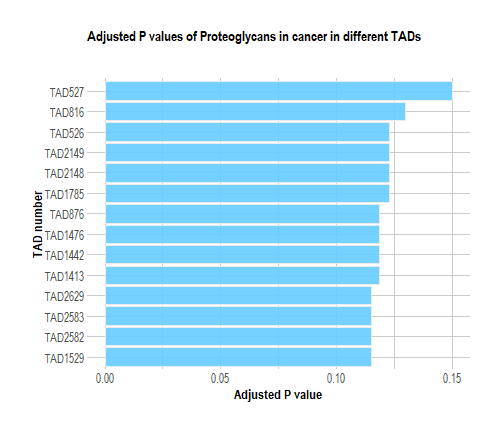 Adjusted P values of Proteoglycans in cancer in different TADs
TAD527
TAD816
TAD526
TAD2149
TAD2148
TAD1785
TAD876
TAD1476
TAD1442
TAD1413
TAD2629
TAD2583
TAD2582
TAD1529
TAD number
0.00 0.05 0.10 0.15
Adjusted P value